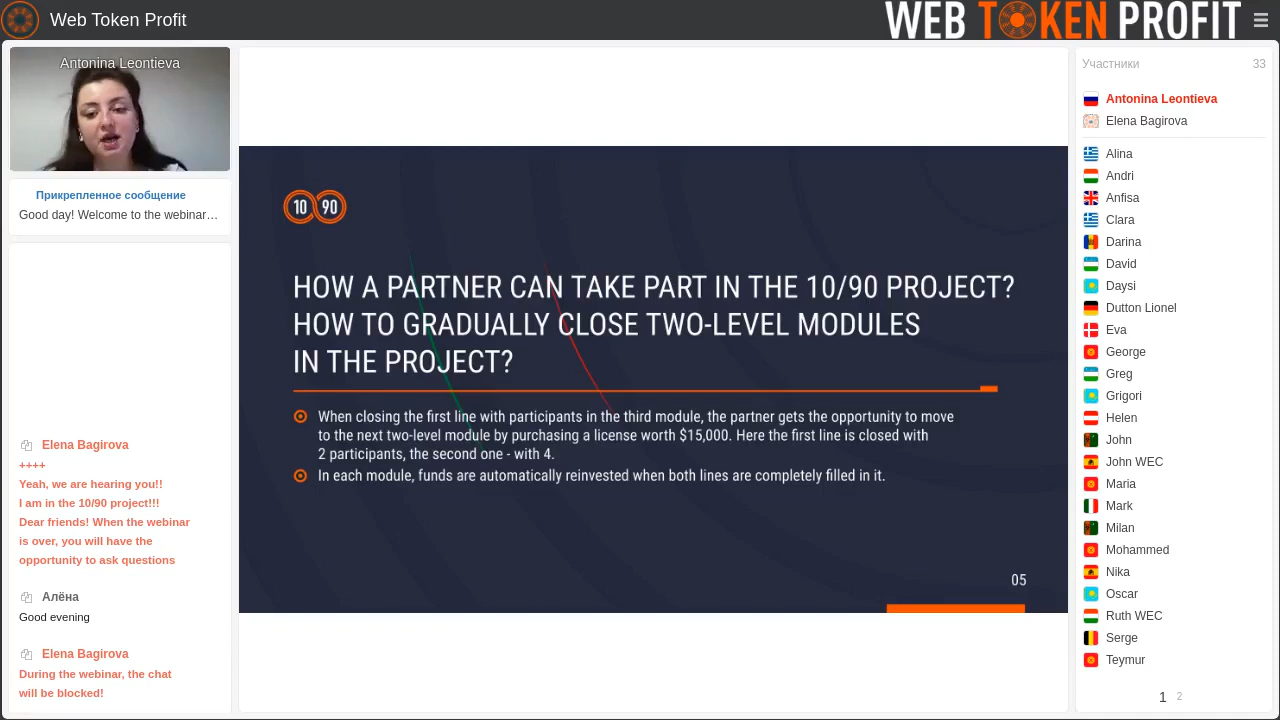 Web Token Profit
WEB TOKEN PROFIT
Antonina Leontieva
Прикрепленное сообщение
Good day! Welcome to the webinar…
Elena Bagirova
++++
Yeah, we are hearing you!!
I am in the 10/90 project!!!
Dear friends! When the webinar
is over, you will have the
opportunity to ask questions
Алёна
Good evening
Elena Bagirova
During the webinar, the chat
will be blocked!
10 90
HOW A PARTNER CAN TAKE PART IN THE 10/90 PROJECT?
HOW TO GRADUALLY CLOSE TWO-LEVEL MODULES
IN THE PROJECT?
When closing the first line with participants in the third module, the partner gets the opportunity to move
to the next two-level module by purchasing a license worth $15,000. Here the first line is closed with
2 participants, the second one - with 4.
In each module, funds are automatically reinvested when both lines are completely filled in it.
05
Участники 33
Antonina Leontieva
Elena Bagirova
Alina
Andri
Anfisa
Clara
Darina
David
Daysi
Dutton Lionel
Eva
George
Greg
Grigori
Helen
John
John WEC
Maria
Mark
Milan
Mohammed
Nika
Oscar
Ruth WEC
Serge
Teymur
1 2